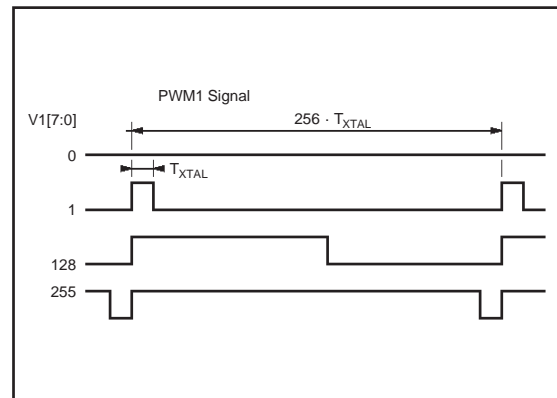 PWM1 Signal
V1[7:0]
256 · TXTAL
0
TXTAL
1
128
255